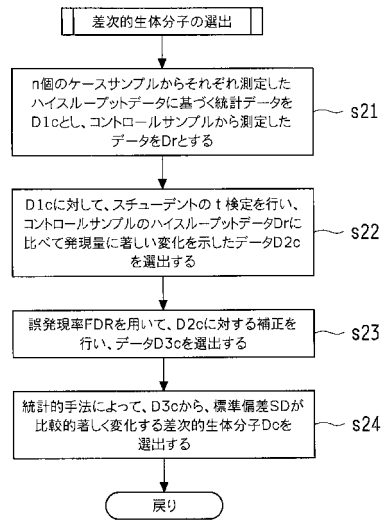 差次的生体分子の選出
n個のケースサンプルからそれぞれ測定した
ハイスループットデータに基づく統計データを
D1cとし、コントロールサンプルから測定した
データをDrとする
s21
D1cに対して、スチューデントのt検定を行い、
コントロールサンプルのハイスループットデータDrに
比べて発現量に著しい変化を示したデータD2c
を選出する
s22
誤発現率FDRを用いて、D2cに対する補正を
行い、データD3cを選出する
s23
統計的手法によって、D3cから、標準偏差SDが
比較的著しく変化する差次的生体分子Dcを
選出する
s24
戻り